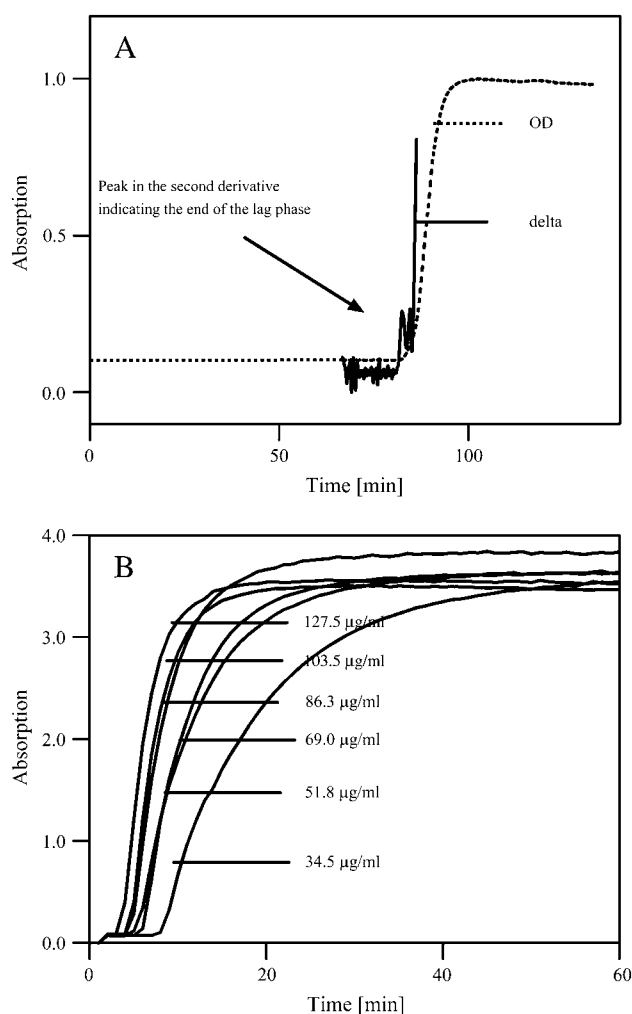 A
1.0
OD
Peak in the second derivative
indicating the end of the lag phase
delta
0.5
0.0
Absorption
0
50
100
Time [min]
B
4.0
127.5 µg/ml
3.0
103.5 µg/ml
86.3 µg/ml
2.0
69.0 µg/ml
51.8 µg/ml
1.0
34.5 µg/ml
0.0
Absorption
0
20
40
60
Time [min]